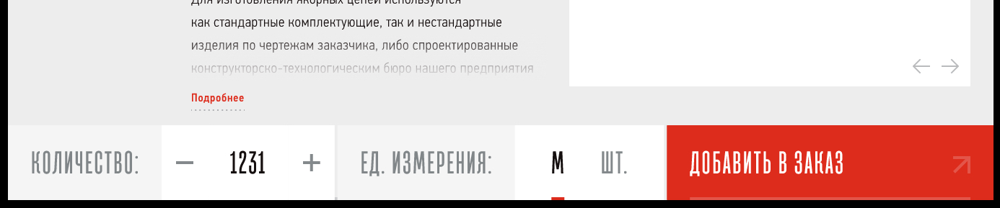 Для изготовления якорных цепей используются
как стандартные комплектующие, так и нестандартные
изделия по чертежам заказчика, либо спроектированные
конструкторско-технологическим бюро нашего предприятия
Подробнее
КОЛИЧЕСТВО: — 1231 + ЕД. ИЗМЕРЕНИЯ: М ШТ. ДОБАВИТЬ В ЗАКАЗ